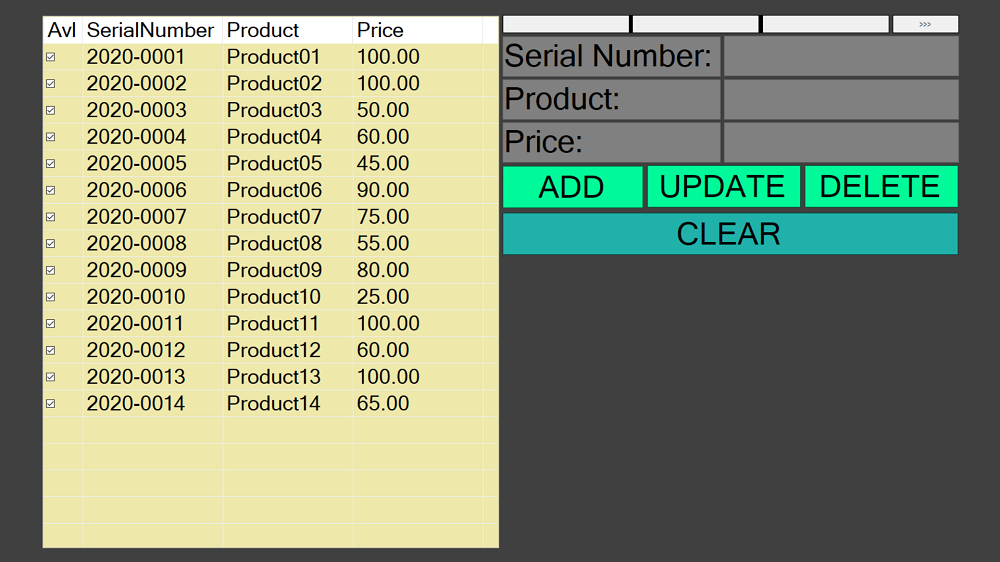 Avl SerialNumber Product Price
2020-0001 Product01 100.00
2020-0002 Product02 100.00
2020-0003 Product03 50.00
2020-0004 Product04 60.00
2020-0005 Product05 45.00
2020-0006 Product06 90.00
2020-0007 Product07 75.00
2020-0008 Product08 55.00
2020-0009 Product09 80.00
2020-0010 Product10 25.00
2020-0011 Product11 100.00
2020-0012 Product12 60.00
2020-0013 Product13 100.00
2020-0014 Product14 65.00
>>>
Serial Number:
Product:
Price:
ADD UPDATE DELETE
CLEAR